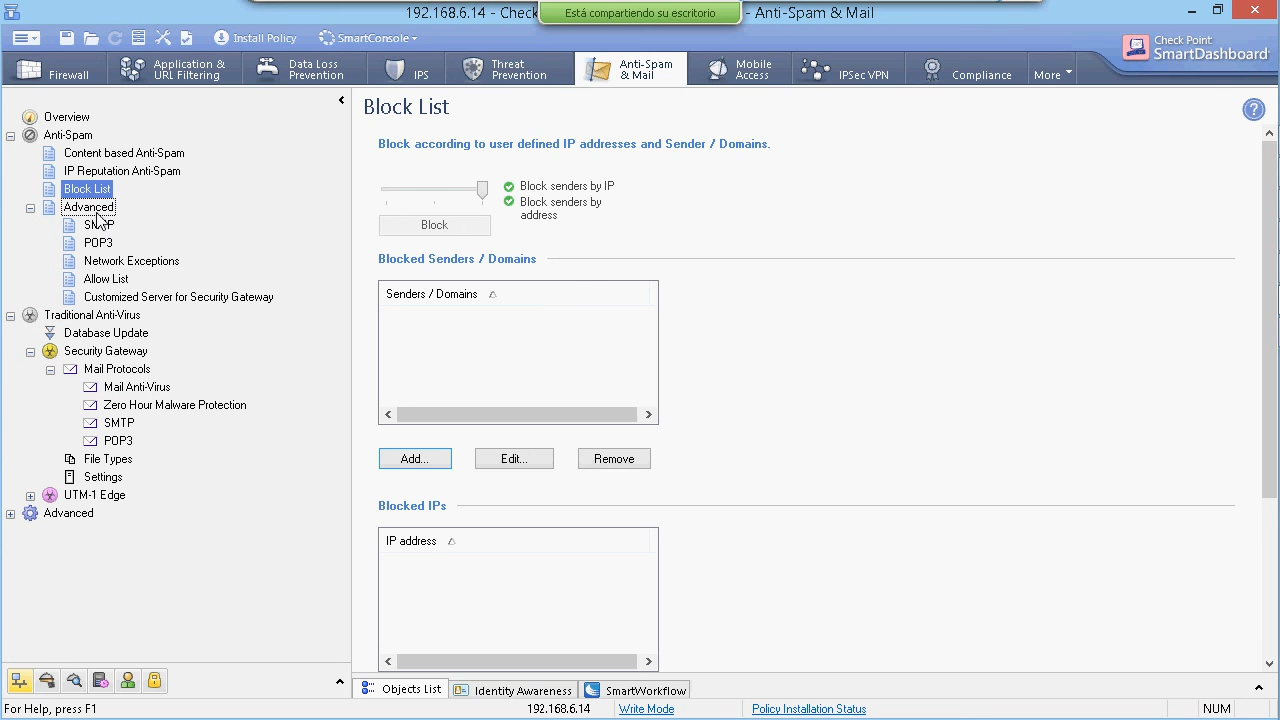 192.168.6.14 - Check
Está compartiendo su escritorio
- Anti-Spam & Mail
Install Policy
SmartConsole
Firewall
Application &
URL Filtering
Data Loss
Prevention
IPS
Threat
Prevention
Anti-Spam
& Mail
Mobile
Access
IPSec VPN
Compliance
More
Check Point
SmartDashboard
Overview
Anti-Spam
Content based Anti-Spam
IP Reputation Anti-Spam
Block List
Advanced
SMTP
POP3
Network Exceptions
Allow List
Customized Server for Security Gateway
Traditional Anti-Virus
Database Update
Security Gateway
Mail Protocols
Mail Anti-Virus
Zero Hour Malware Protection
SMTP
POP3
File Types
Settings
UTM-1 Edge
Advanced
Block List
Block according to user defined IP addresses and Sender / Domains.
Block senders by IP
Block senders by
address
Block
Blocked Senders / Domains
Senders / Domains
Add...
Edit...
Remove
Blocked IPs
IP address
Objects List
Identity Awareness
SmartWorkflow
For Help, press F1
192.168.6.14
Write Mode
Policy Installation Status
NUM